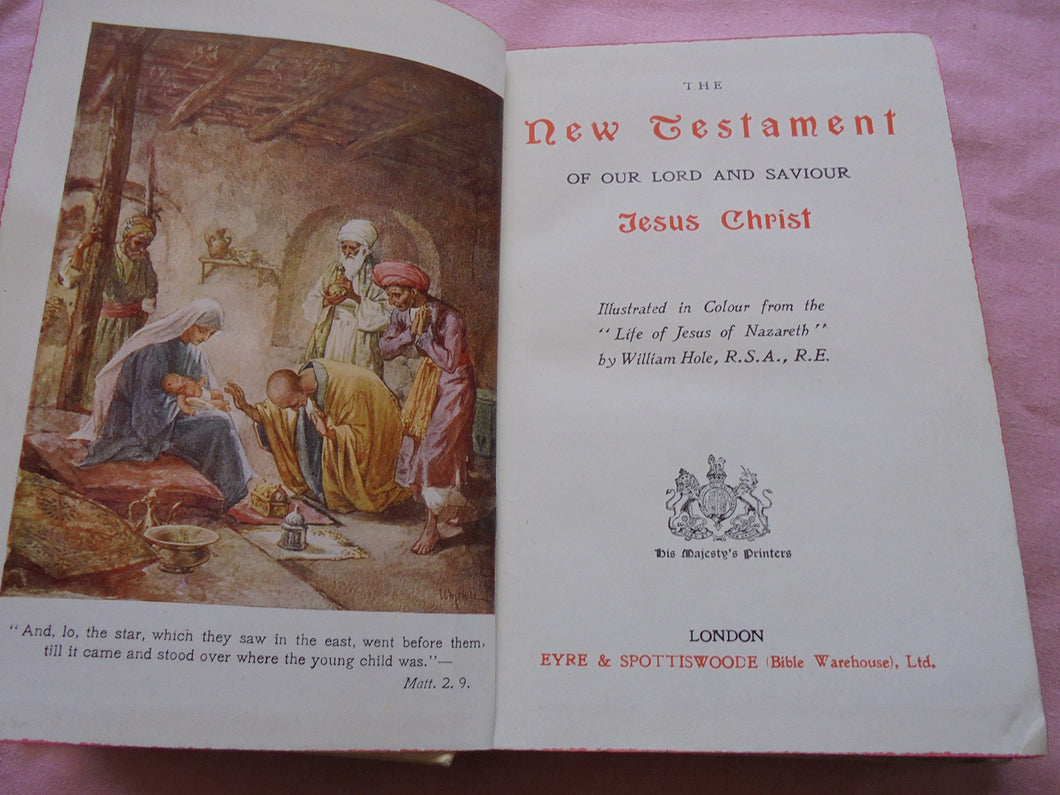 "And, lo, the star, which they saw in the east, went before them,
till it came and stood over where the young child was."—
Matt. 2. 9.
THE
New Testament
OF OUR LORD AND SAVIOUR
Jesus Christ
Illustrated in Colour from the
"Life of Jesus of Nazareth"
by William Hole, R.S.A., R.E.
His Majesty's Printers
LONDON
EYRE & SPOTTISWOODE (Bible Warehouse), Ltd.